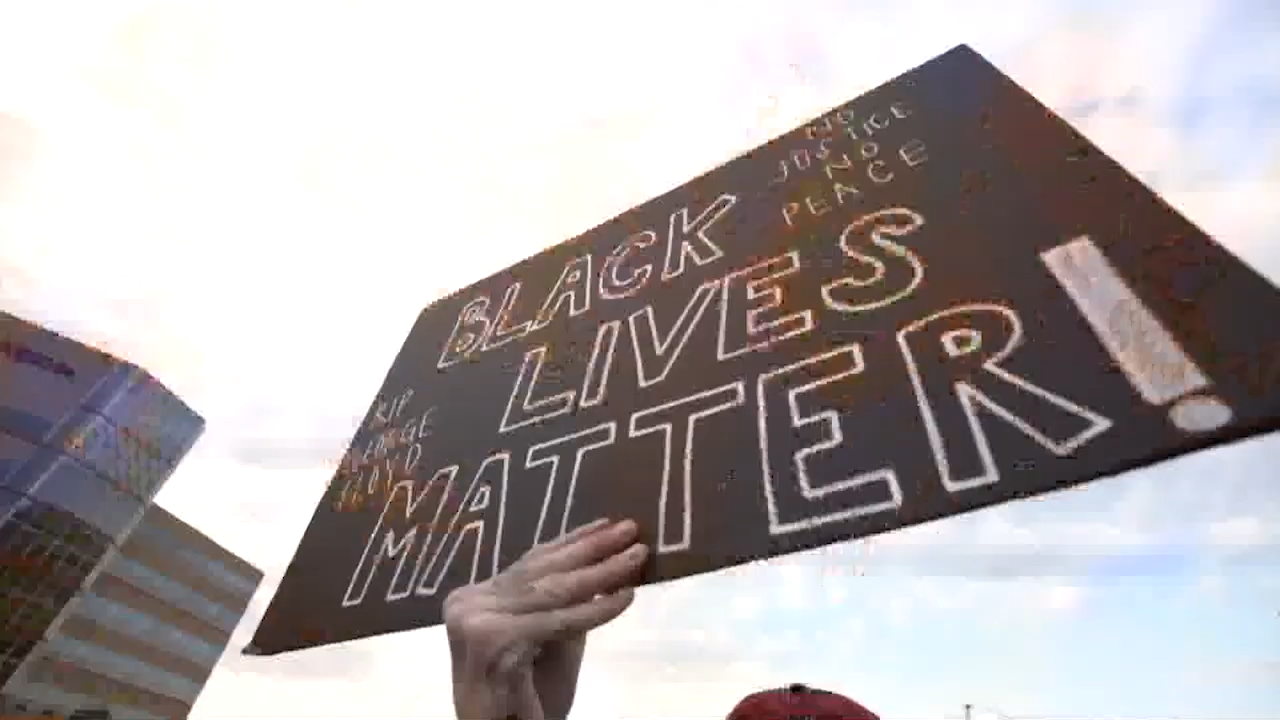 NO
JUSTICE
NO
PEACE
BLACK
LIVES
MATTER!
RIP
GEORGE
FLOYD